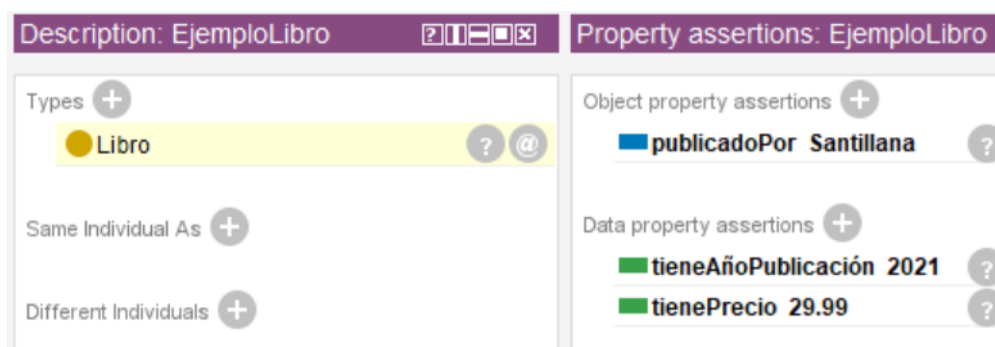 Description: EjemploLibro
Types
Libro
Same Individual As
Different Individuals
Property assertions: EjemploLibro
Object property assertions
publicadoPor Santillana
Data property assertions
tieneAñoPublicación 2021
tienePrecio 29.99